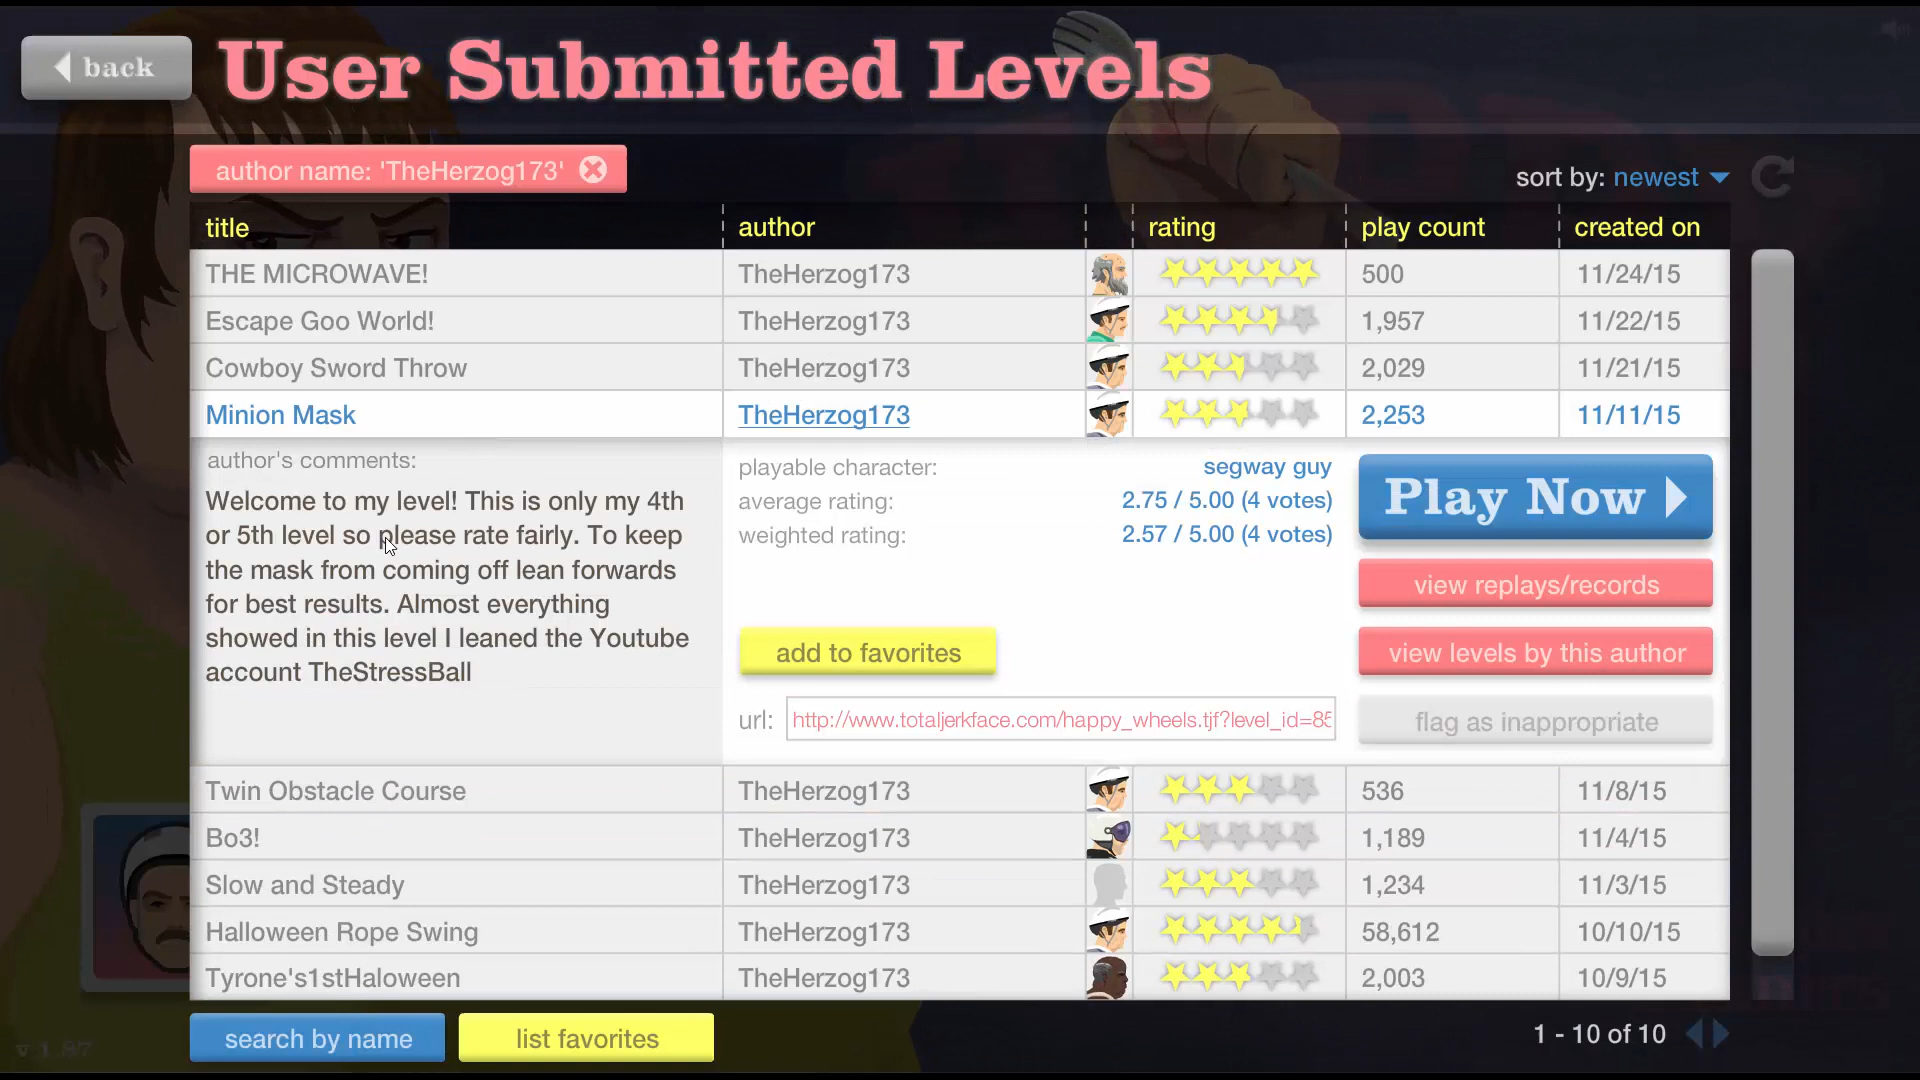 back
User Submitted Levels
author name: 'TheHerzog173'
sort by: newest
title author rating play count created on
THE MICROWAVE! TheHerzog173 500 11/24/15
Escape Goo World! TheHerzog173 1,957 11/22/15
Cowboy Sword Throw TheHerzog173 2,029 11/21/15
Minion Mask TheHerzog173 2,253 11/11/15
author's comments:
Welcome to my level! This is only my 4th
or 5th level so please rate fairly. To keep
the mask from coming off lean forwards
for best results. Almost everything
showed in this level I leaned the Youtube
account TheStressBall
playable character: segway guy
average rating: 2.75 / 5.00 (4 votes)
weighted rating: 2.57 / 5.00 (4 votes)
add to favorites
url: http://www.totaljerkface.com/happy_wheels.tjf?level_id=85
Play Now
view replays/records
view levels by this author
flag as inappropriate
Twin Obstacle Course TheHerzog173 536 11/8/15
Bo3! TheHerzog173 1,189 11/4/15
Slow and Steady TheHerzog173 1,234 11/3/15
Halloween Rope Swing TheHerzog173 58,612 10/10/15
Tyrone's1stHaloween TheHerzog173 2,003 10/9/15
search by name
list favorites
1 - 10 of 10
v 1.87